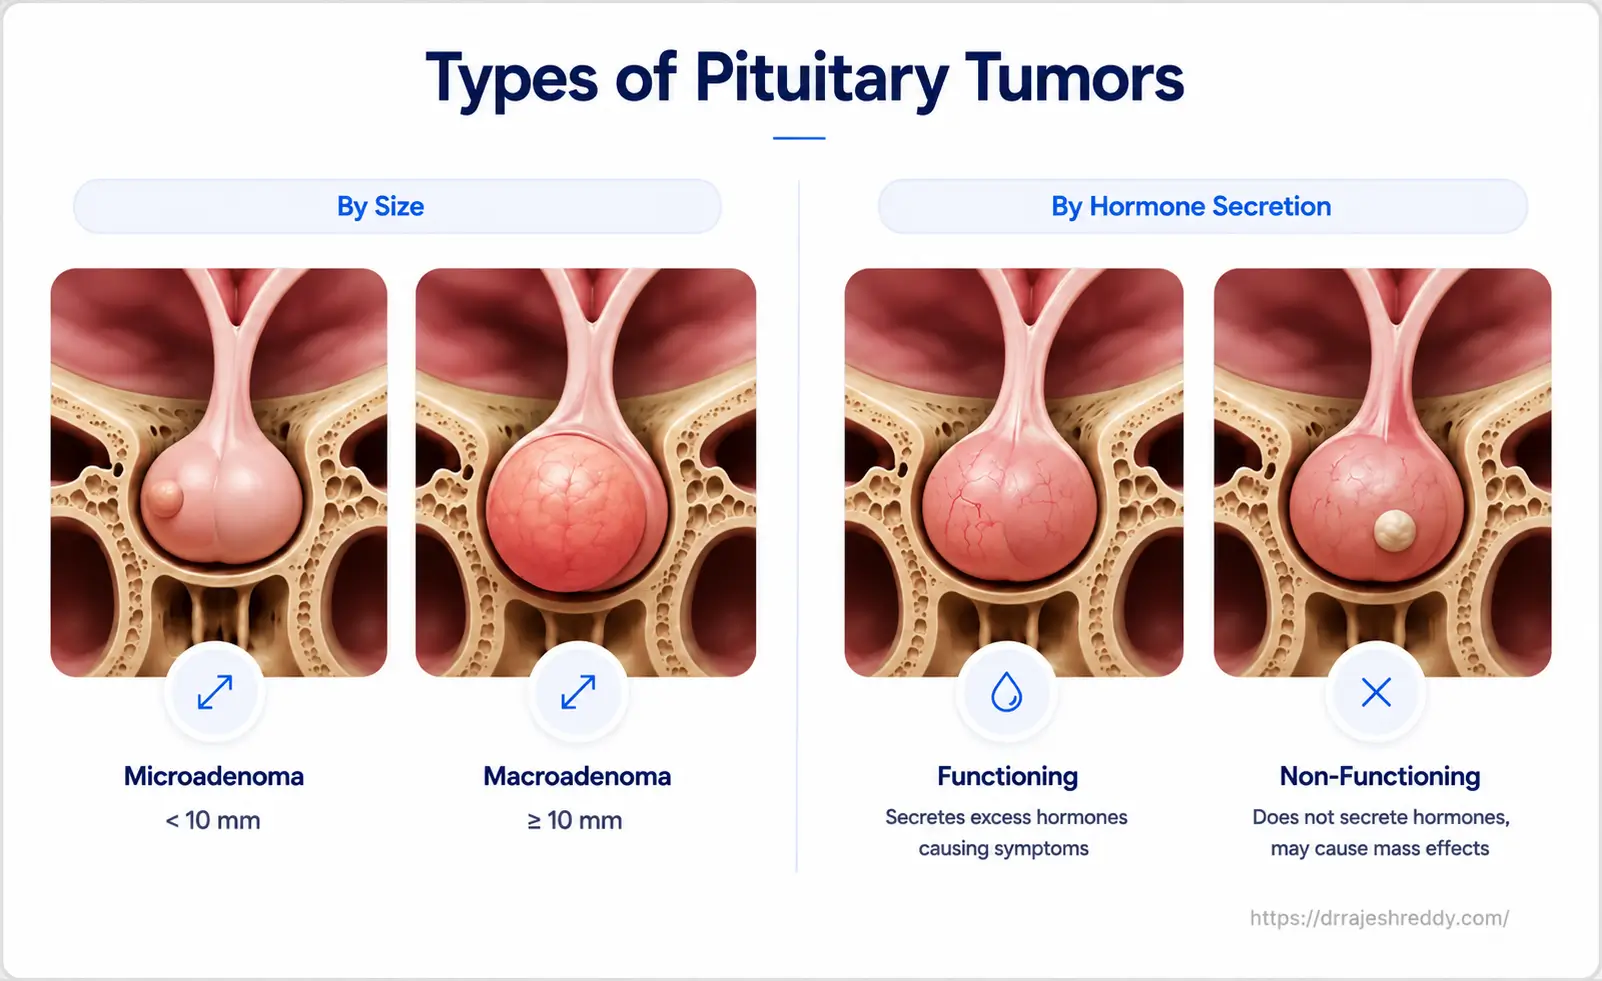 Types of Pituitary Tumors
By Size
By Hormone Secretion
Microadenoma
< 10 mm
Macroadenoma
≥ 10 mm
Functioning
Secretes excess hormones
causing symptoms
Non-Functioning
Does not secrete hormones,
may cause mass effects
https://drrajeshreddy.com/